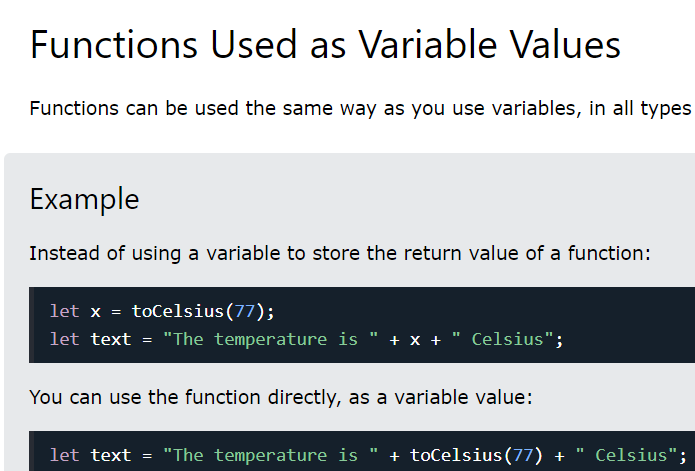 Functions Used as Variable Values
Functions can be used the same way as you use variables, in all types
Example
Instead of using a variable to store the return value of a function:
let x = toCelsius(77);
let text = "The temperature is " + x + " Celsius";
You can use the function directly, as a variable value:
let text = "The temperature is " + toCelsius(77) + " Celsius";